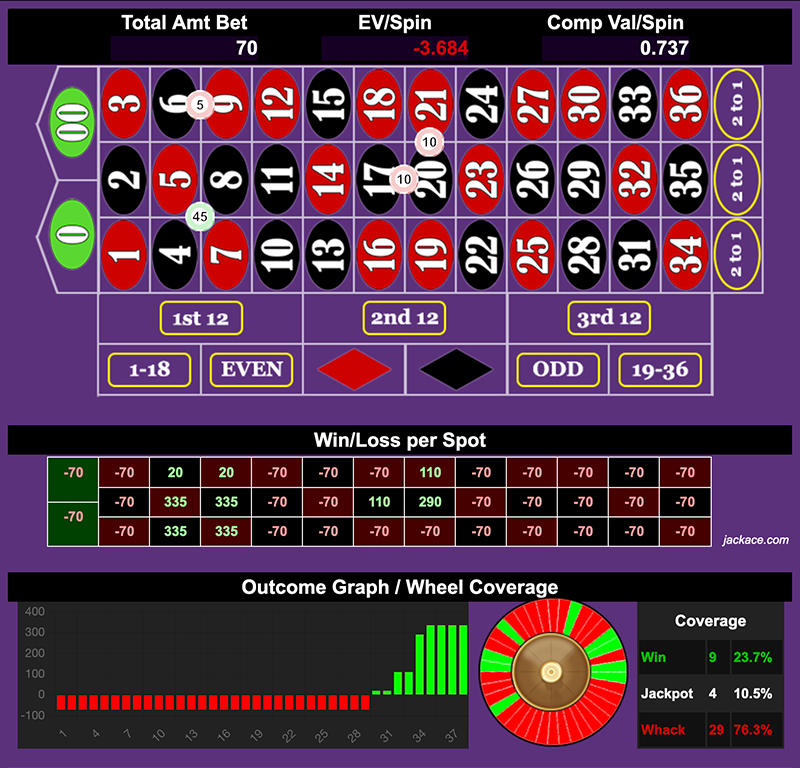 Total Amt Bet EV/Spin Comp Val/Spin
70 -3.684 0.737
00 3 6 5 9 12 15 18 21 24 27 30 33 36 2 to 1
10
2 5 8 11 14 17 10 20 23 26 29 32 35 2 to 1
45
0 1 4 7 10 13 16 19 22 25 28 31 34 2 to 1
1st 12 2nd 12 3rd 12
1-18 EVEN ODD 19-36
Win/Loss per Spot
-70 -70 20 20 -70 -70 -70 110 -70 -70 -70 -70 -70
-70 335 335 -70 -70 110 290 -70 -70 -70 -70 -70
-70 -70 335 335 -70 -70 -70 -70 -70 -70 -70 -70 -70
jackace.com
Outcome Graph / Wheel Coverage
400
300
200
100
0
-100
1 4 7 10 13 16 19 22 25 28 31 34 37
Coverage
Win 9 23.7%
Jackpot 4 10.5%
Whack 29 76.3%